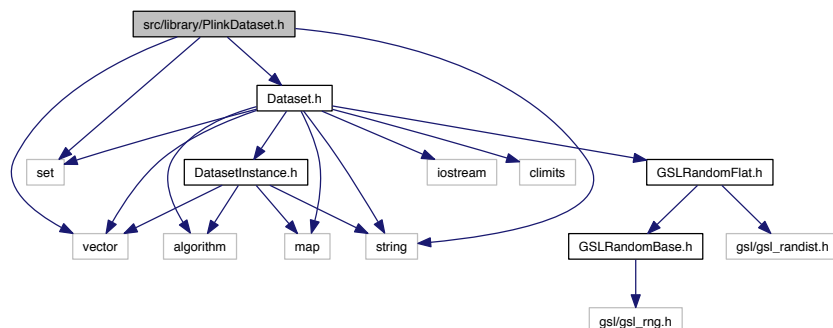 src/library/PlinkDataset.h
Dataset.h
set
DatasetInstance.h
iostream
climits
GSLRandomFlat.h
vector
algorithm
map
string
GSLRandomBase.h
gsl/gsl_randist.h
gsl/gsl_rng.h